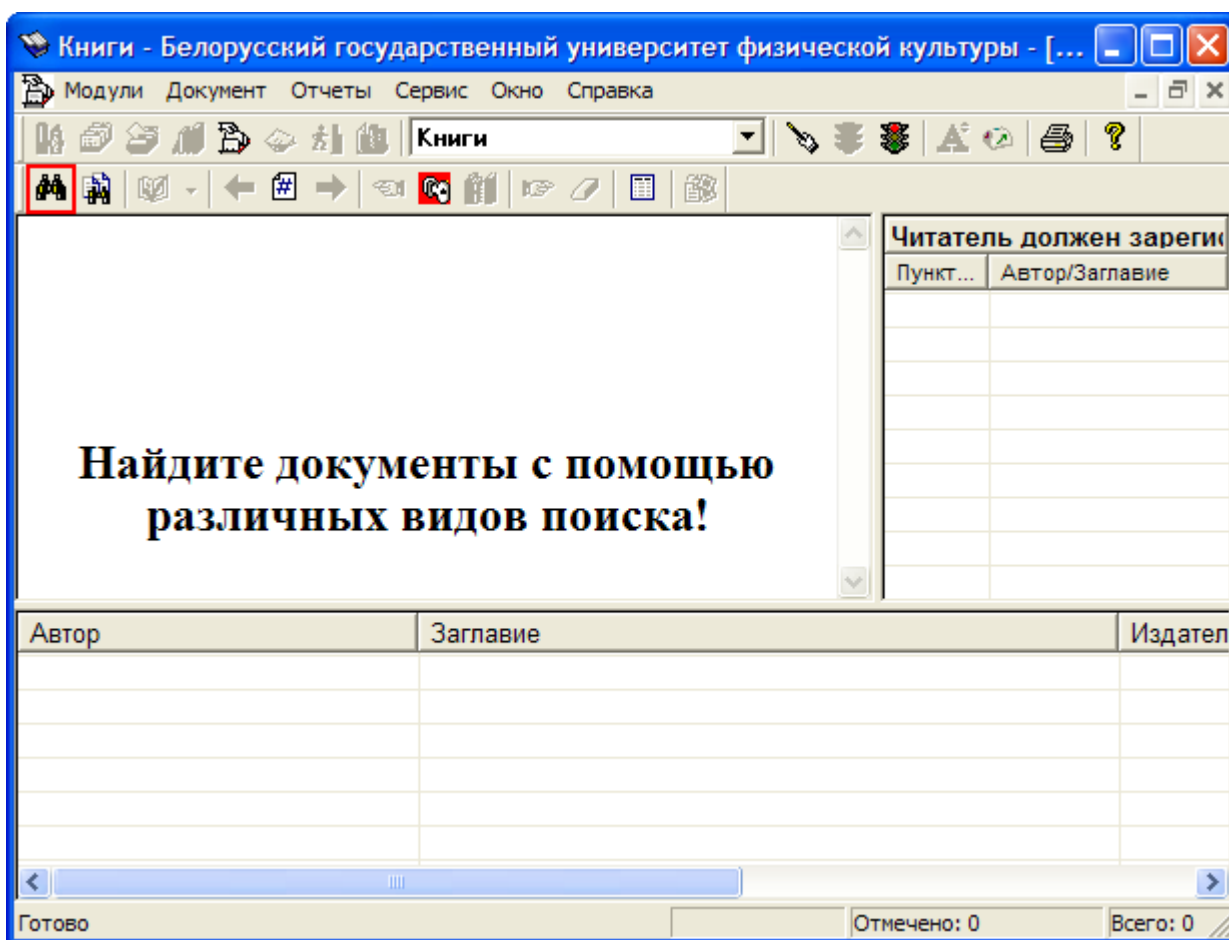 Книги - Белорусский государственный университет физической культуры - [...
Модули Документ Отчеты Сервис Окно Справка
Книги
Читатель должен зареги
Пункт... Автор/Заглавие
Найдите документы с помощью
различных видов поиска!
Автор Заглавие Издател
Готово Отмечено: 0 Всего: 0